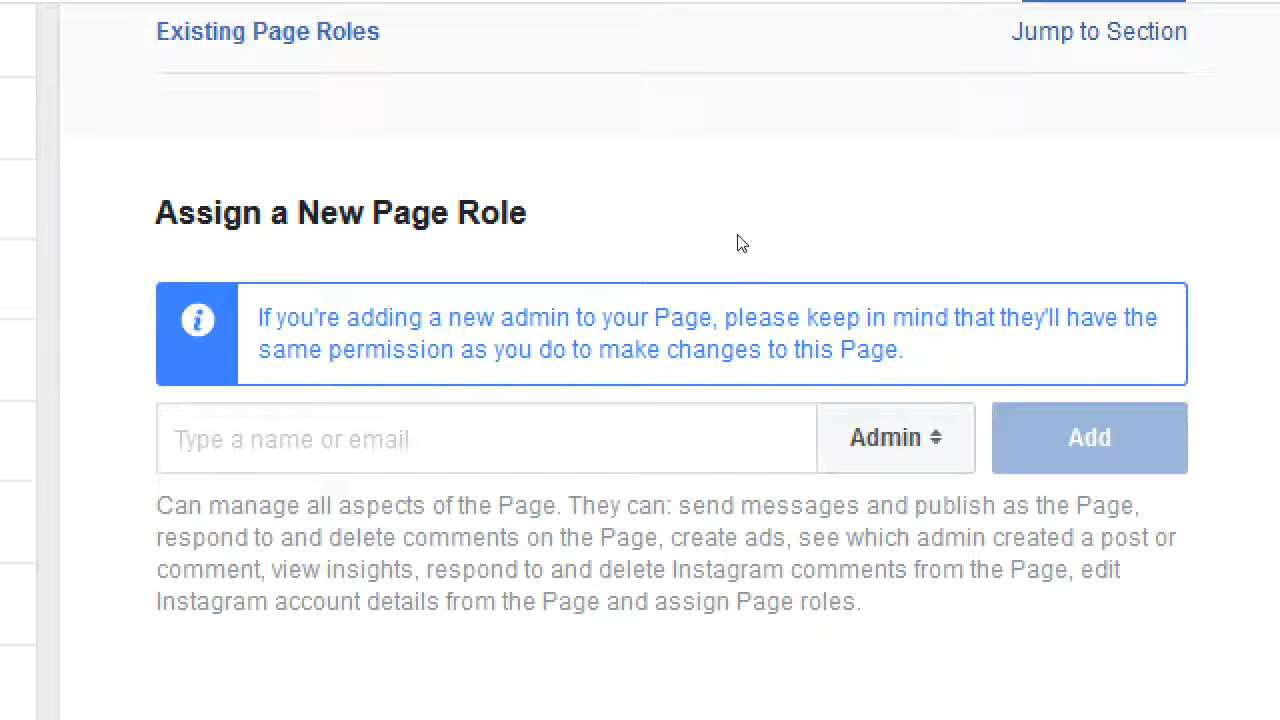 Existing Page Roles
Jump to Section
Assign a New Page Role
If you're adding a new admin to your Page, please keep in mind that they'll have the
same permission as you do to make changes to this Page.
Type a name or email
Admin
Add
Can manage all aspects of the Page. They can: send messages and publish as the Page,
respond to and delete comments on the Page, create ads, see which admin created a post or
comment, view insights, respond to and delete Instagram comments from the Page, edit
Instagram account details from the Page and assign Page roles.